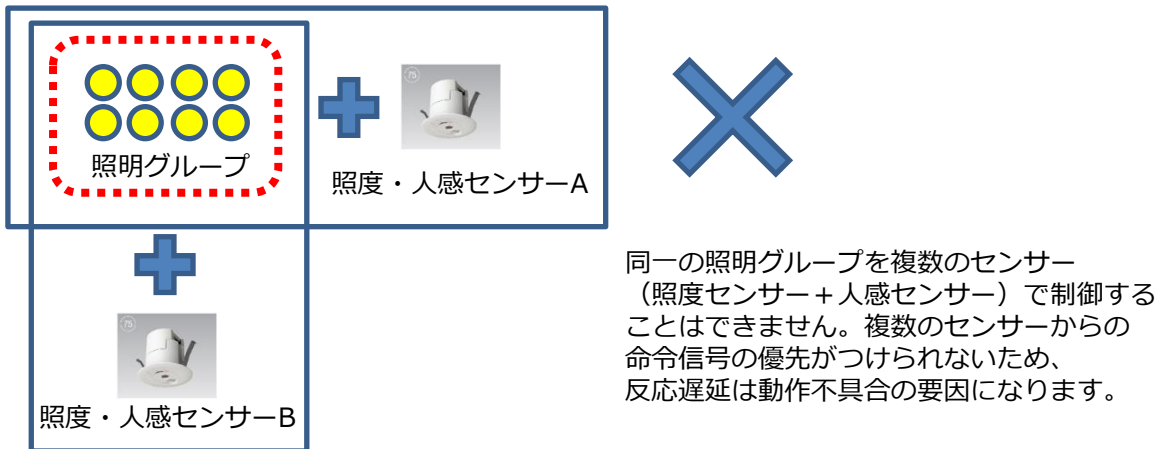 照明グループ
75
照度・人感センサーA
75
照度・人感センサーB
同一の照明グループを複数のセンサー
（照度センサー＋人感センサー）で制御する
ことはできません。複数のセンサーからの
命令信号の優先がつけられないため、
反応遅延は動作不具合の要因になります。